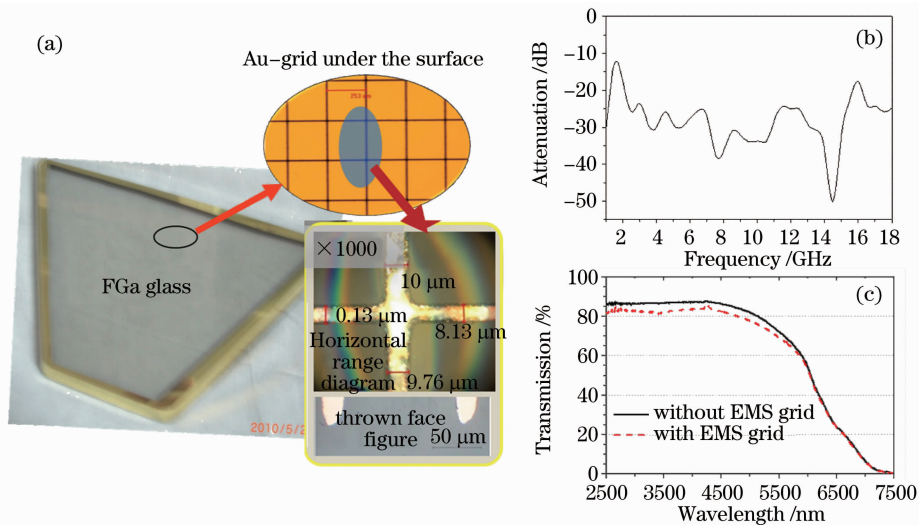 (a)
Au-grid under the surface
FGa glass
2010/5/2
×1000
10 μm
0.13 μm
8.13 μm
Horizontal
range
diagram
9.76 μm
thrown face
figure
50 μm
(b)
Attenuation /dB
0
-10
-20
-30
-40
-50
2 4 6 8 10 12 14 16 18
Frequency /GHz
(c)
Transmission /%
100
80
60
40
20
0
without EMS grid
with EMS grid
2500 3500 4500 5500 6500 7500
Wavelength /nm